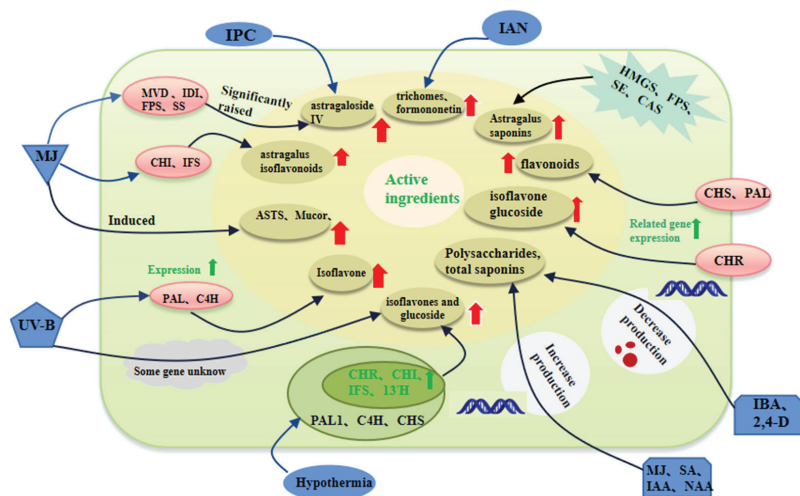 IPC
IAN
MVD 、IDI、
FPS、SS
Significantly
raised
astragaloside
IV
trichomes、
formononetin
HMGS、FPS、
SE、CAS
Astragalus
saponins
MJ
CHI、IFS
astragalus
isoflavonoids
flavonoids
Active
ingredients
CHS、PAL
isoflavone
glucoside
Induced
ASTS、Mucor、
Related gene
expression
CHR
Polysaccharides,
total saponins
Expression
Isoflavone
PAL、C4H
isoflavones and
glucoside
UV-B
Decrease
production
Some gene unknow
Increase
production
CHR、CHI、
IFS、13'H
PAL1、C4H、CHS
IBA、
2,4-D
MJ、SA、
IAA、NAA
Hypothermia